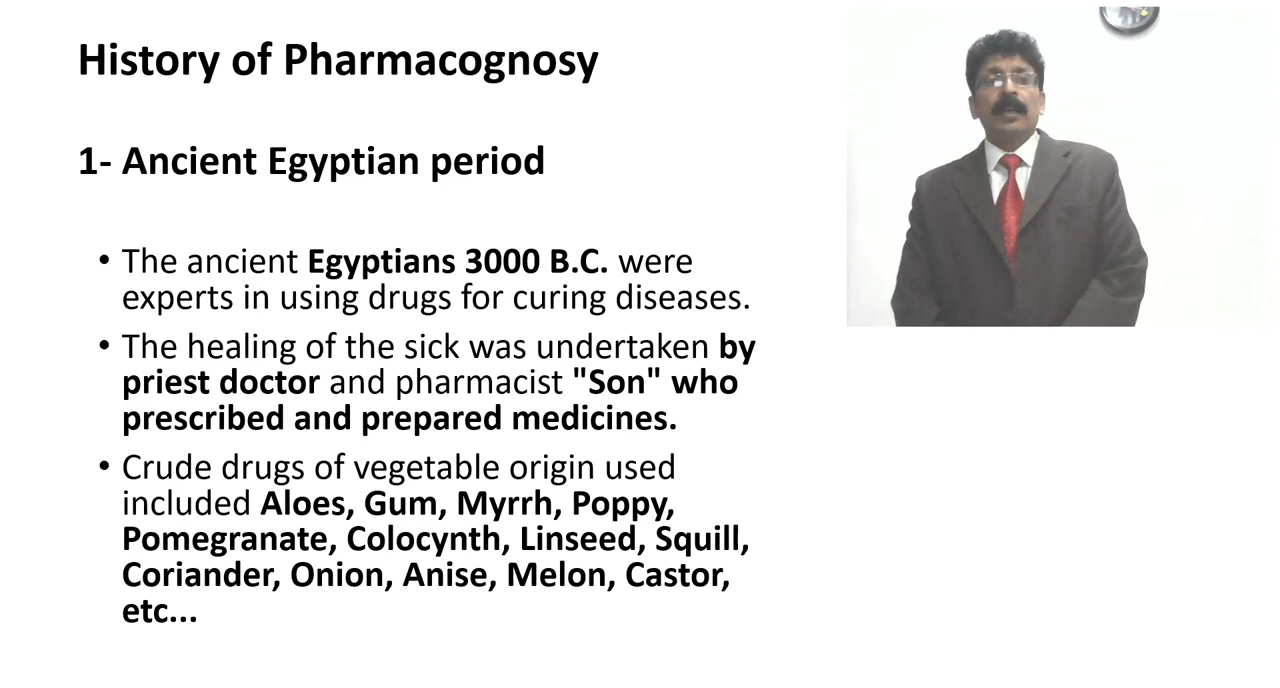 History of Pharmacognosy
1- Ancient Egyptian period
• The ancient Egyptians 3000 B.C. were
experts in using drugs for curing diseases.
• The healing of the sick was undertaken by
priest doctor and pharmacist "Son" who
prescribed and prepared medicines.
• Crude drugs of vegetable origin used
included Aloes, Gum, Myrrh, Poppy,
Pomegranate, Colocynth, Linseed, Squill,
Coriander, Onion, Anise, Melon, Castor,
etc...